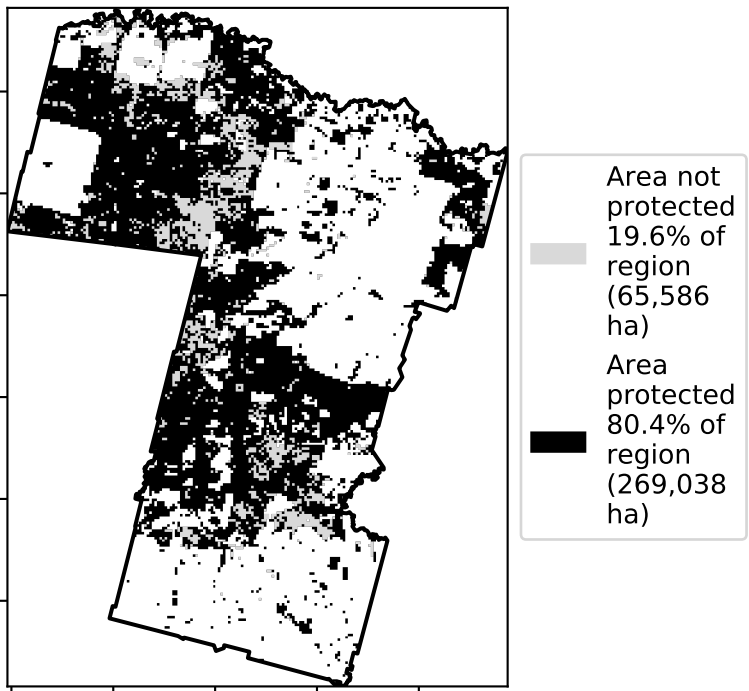 Area not
protected
19.6% of
region
(65,586
ha)
Area
protected
80.4% of
region
(269,038
ha)